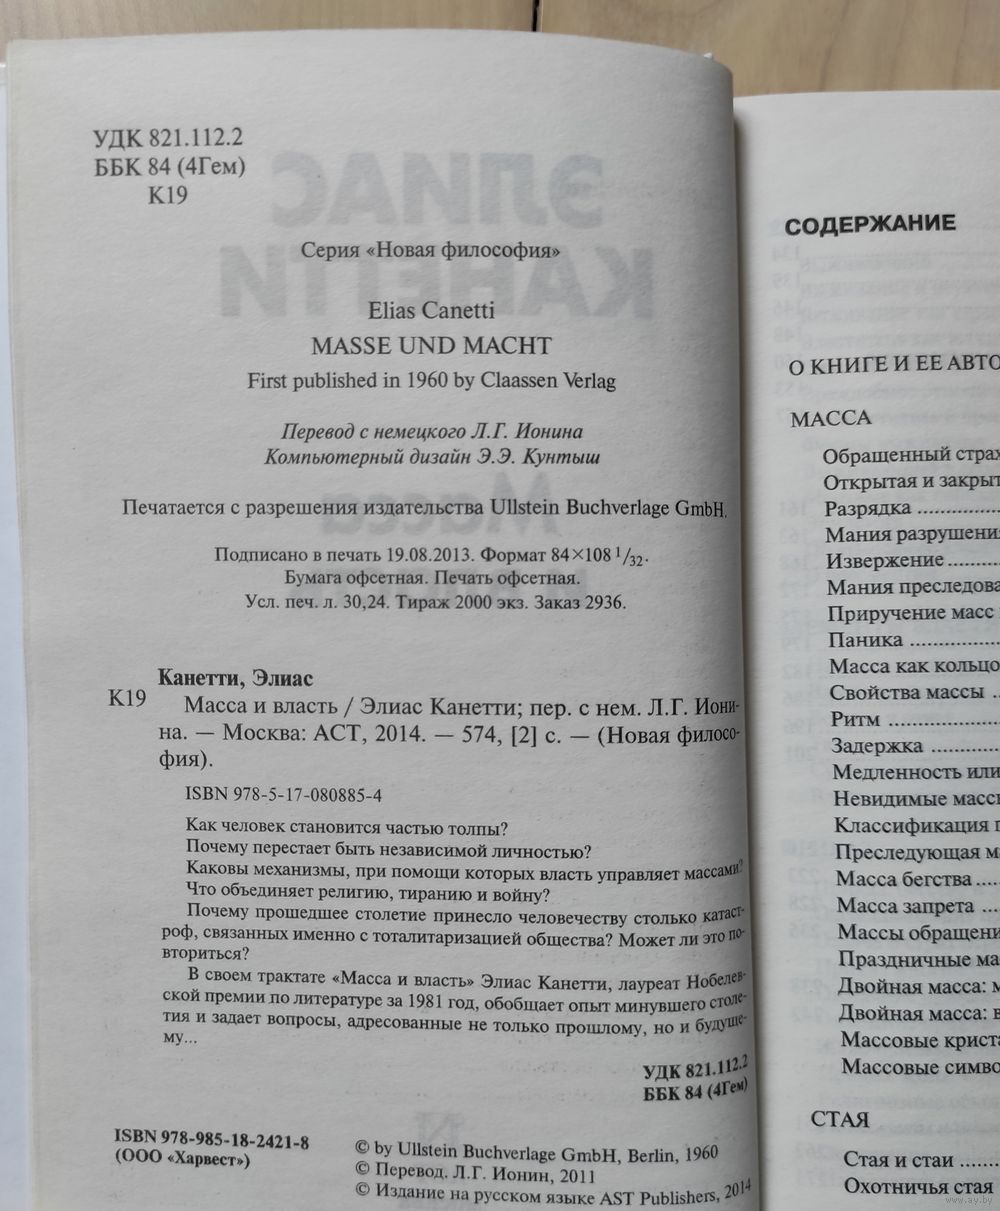 УДК 821.112.2
ББК 84 (4Гем)
К19
Серия «Новая философия»
Elias Canetti
MASSE UND MACHT
First published in 1960 by Claassen Verlag
Перевод с немецкого Л.Г. Ионина
Компьютерный дизайн Э.Э. Кунтыш
Печатается с разрешения издательства Ullstein Buchverlage GmbH.
Подписано в печать 19.08.2013. Формат 84×108 1/32.
Бумага офсетная. Печать офсетная.
Усл. печ. л. 30,24. Тираж 2000 экз. Заказ 2936.
Канетти, Элиас
К19 Масса и власть / Элиас Канетти; пер. с нем. Л.Г. Иони-
на. — Москва: АСТ, 2014. — 574, [2] с. — (Новая филосо-
фия).
ISBN 978-5-17-080885-4
Как человек становится частью толпы?
Почему перестает быть независимой личностью?
Каковы механизмы, при помощи которых власть управляет массами?
Что объединяет религию, тиранию и войну?
Почему прошедшее столетие принесло человечеству столько катаст-
роф, связанных именно с тоталитаризацией общества? Может ли это по-
вториться?
В своем трактате «Масса и власть» Элиас Канетти, лауреат Нобелев-
ской премии по литературе за 1981 год, обобщает опыт минувшего столе-
тия и задает вопросы, адресованные не только прошлому, но и будуще-
му...
УДК 821.112.2
ББК 84 (4Гем)
ISBN 978-985-18-2421-8
(ООО «Харвест»)
© by Ullstein Buchverlage GmbH, Berlin, 1960
© Перевод. Л.Г. Ионин, 2011
© Издание на русском языке AST Publishers, 2014
СОДЕРЖАНИЕ
О КНИГЕ И ЕЕ АВТО
МАССА
Обращенный страх
Открытая и закрыт
Разрядка
Мания разрушени
Извержение
Мания преследова
Приручение масс
Паника
Масса как кольцо
Свойства массы
Ритм
Задержка
Медленность или
Невидимые масс
Классификация
Преследующая м
Масса бегства
Масса запрета
Массы обращени
Праздничные ма
Двойная масса: м
Двойная масса: в
Массовые криста
Массовые симво
СТАЯ
Стая и стаи
Охотничья стая
www.ay.by